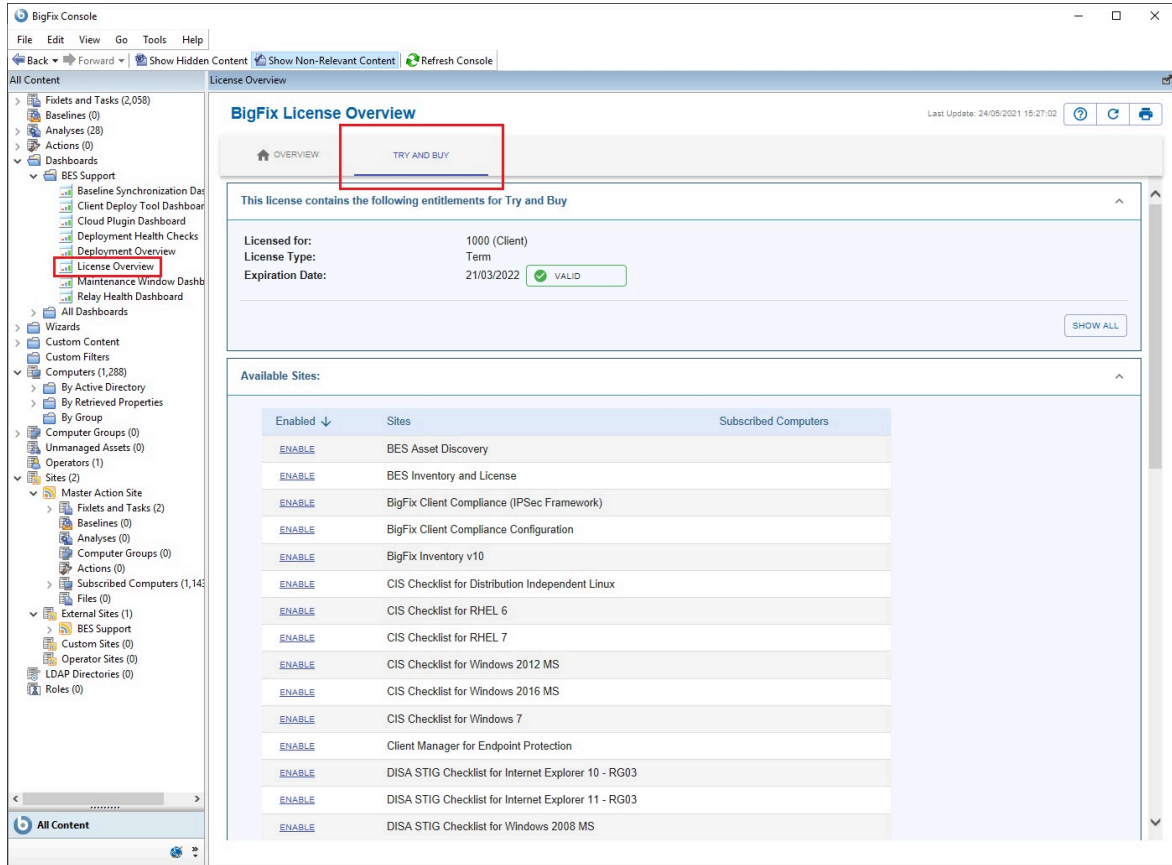 BigFix Console
File Edit View Go Tools Help
Back Forward Show Hidden Content Show Non-Relevant Content Refresh Console
All Content
Fixlets and Tasks (2,058)
Baselines (0)
Analyses (28)
Actions (0)
Dashboards
BES Support
Baseline Synchronization Das
Client Deploy Tool Dashboar
Cloud Plugin Dashboard
Deployment Health Checks
Deployment Overview
License Overview
Maintenance Window Dashb
Relay Health Dashboard
All Dashboards
Wizards
Custom Content
Custom Filters
Computers (1,288)
By Active Directory
By Retrieved Properties
By Group
Computer Groups (0)
Unmanaged Assets (0)
Operators (1)
Sites (2)
Master Action Site
Fixlets and Tasks (2)
Baselines (0)
Analyses (0)
Computer Groups (0)
Actions (0)
Subscribed Computers (1,143
Files (0)
External Sites (1)
BES Support
Custom Sites (0)
Operator Sites (0)
LDAP Directories (0)
Roles (0)
All Content
License Overview
BigFix License Overview
Last Update: 24/05/2021 15:27:02
OVERVIEW TRY AND BUY
This license contains the following entitlements for Try and Buy
Licensed for: 1000 (Client)
License Type: Term
Expiration Date: 21/03/2022 VALID
SHOW ALL
Available Sites:
Enabled Sites Subscribed Computers
ENABLE BES Asset Discovery
ENABLE BES Inventory and License
ENABLE BigFix Client Compliance (IPSec Framework)
ENABLE BigFix Client Compliance Configuration
ENABLE BigFix Inventory v10
ENABLE CIS Checklist for Distribution Independent Linux
ENABLE CIS Checklist for RHEL 6
ENABLE CIS Checklist for RHEL 7
ENABLE CIS Checklist for Windows 2012 MS
ENABLE CIS Checklist for Windows 2016 MS
ENABLE CIS Checklist for Windows 7
ENABLE Client Manager for Endpoint Protection
ENABLE DISA STIG Checklist for Internet Explorer 10 - RG03
ENABLE DISA STIG Checklist for Internet Explorer 11 - RG03
ENABLE DISA STIG Checklist for Windows 2008 MS